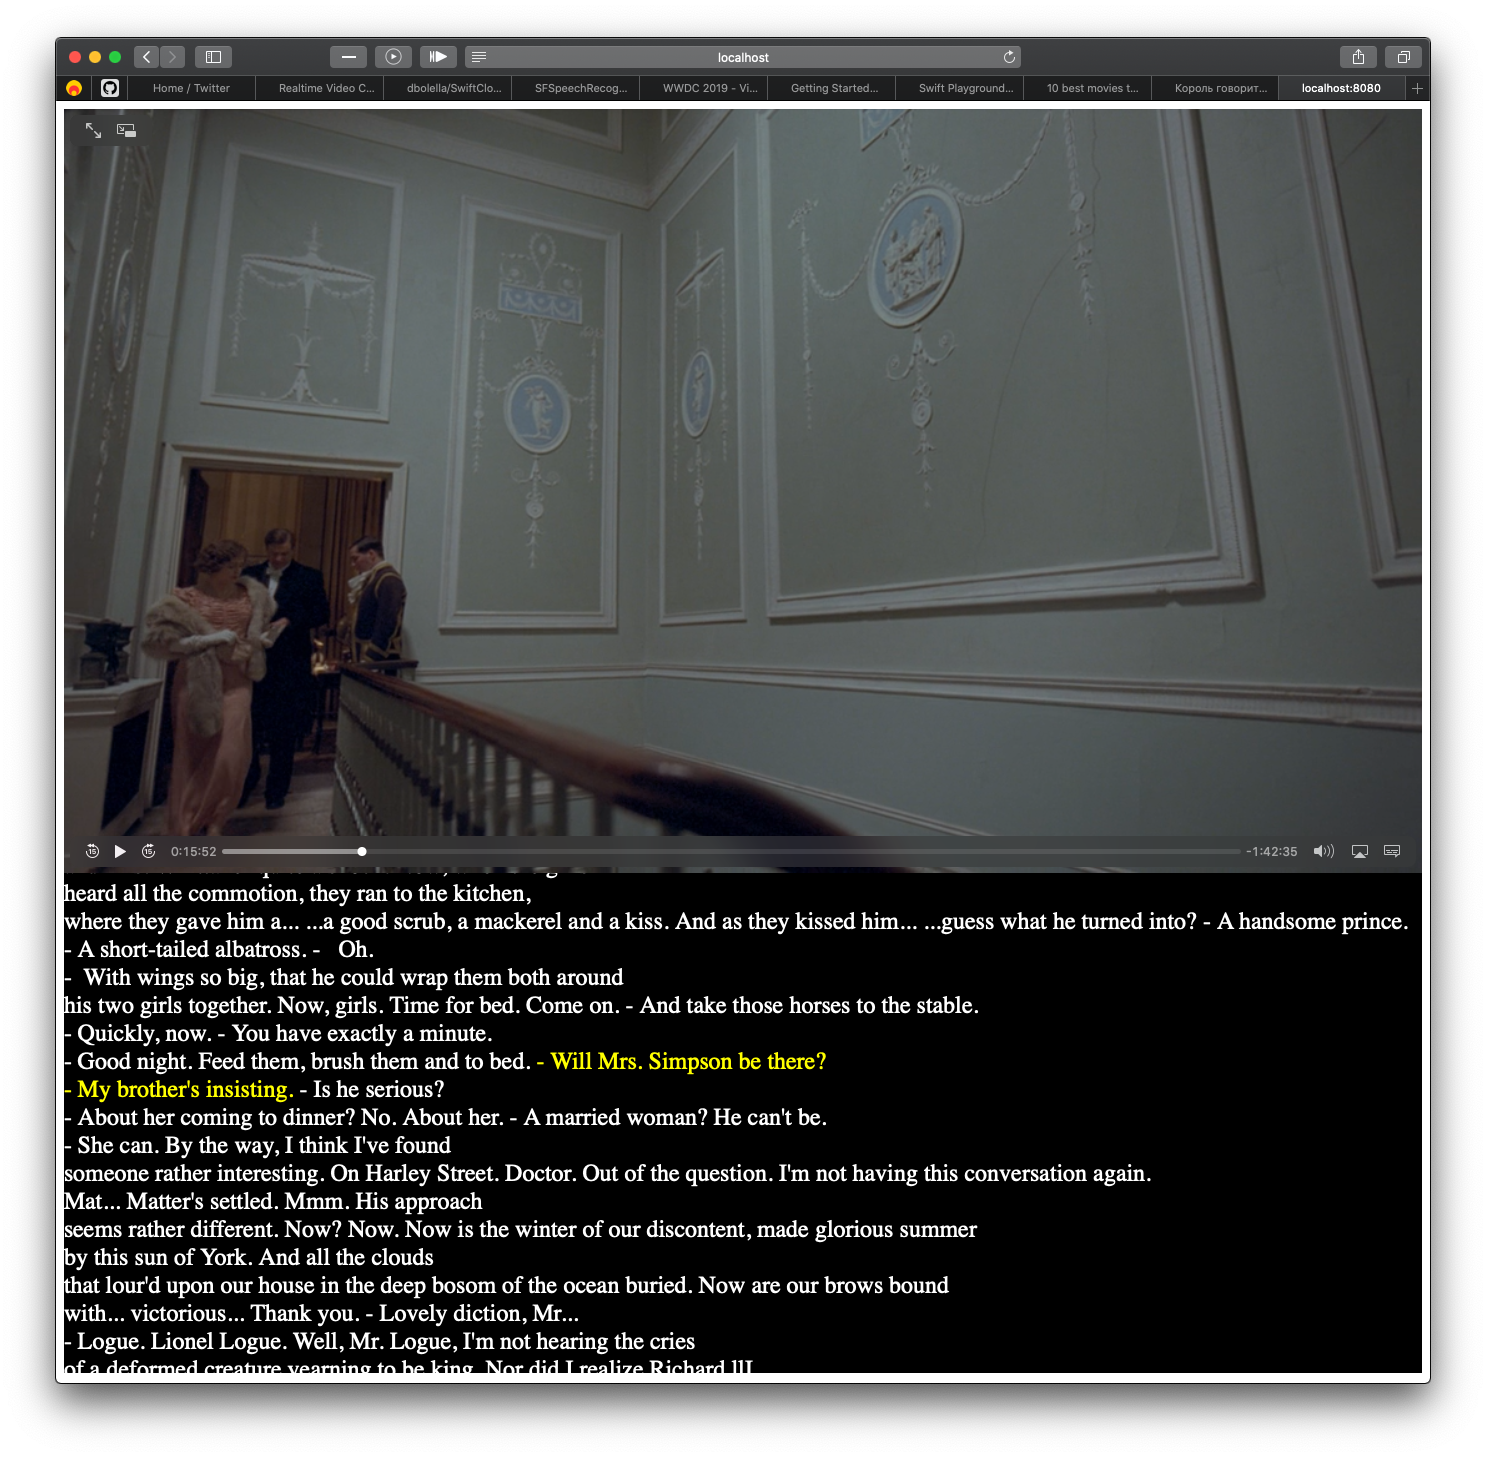 localhost
Home / Twitter
Realtime Video C...
dbolella/SwiftClo...
SFSpeechRecog...
WWDC 2019 - Vi...
Getting Started...
Swift Playground...
10 best movies t...
Король говорит...
localhost:8080
15
15
0:15:52
-1:42:35
heard all the commotion, they ran to the kitchen,
where they gave him a... ...a good scrub, a mackerel and a kiss. And as they kissed him... ...guess what he turned into? - A handsome prince.
- A short-tailed albatross. - Oh.
- With wings so big, that he could wrap them both around
his two girls together. Now, girls. Time for bed. Come on. - And take those horses to the stable.
- Quickly, now. - You have exactly a minute.
- Good night. Feed them, brush them and to bed. - Will Mrs. Simpson be there?
- My brother's insisting. - Is he serious?
- About her coming to dinner? No. About her. - A married woman? He can't be.
- She can. By the way, I think I've found
someone rather interesting. On Harley Street. Doctor. Out of the question. I'm not having this conversation again.
Mat... Matter's settled. Mmm. His approach
seems rather different. Now? Now. Now is the winter of our discontent, made glorious summer
by this sun of York. And all the clouds
that lour'd upon our house in the deep bosom of the ocean buried. Now are our brows bound
with... victorious... Thank you. - Lovely diction, Mr...
- Logue. Lionel Logue. Well, Mr. Logue, I'm not hearing the cries
of a deformed creature yearning to be king. Nor did I realize Richard llI